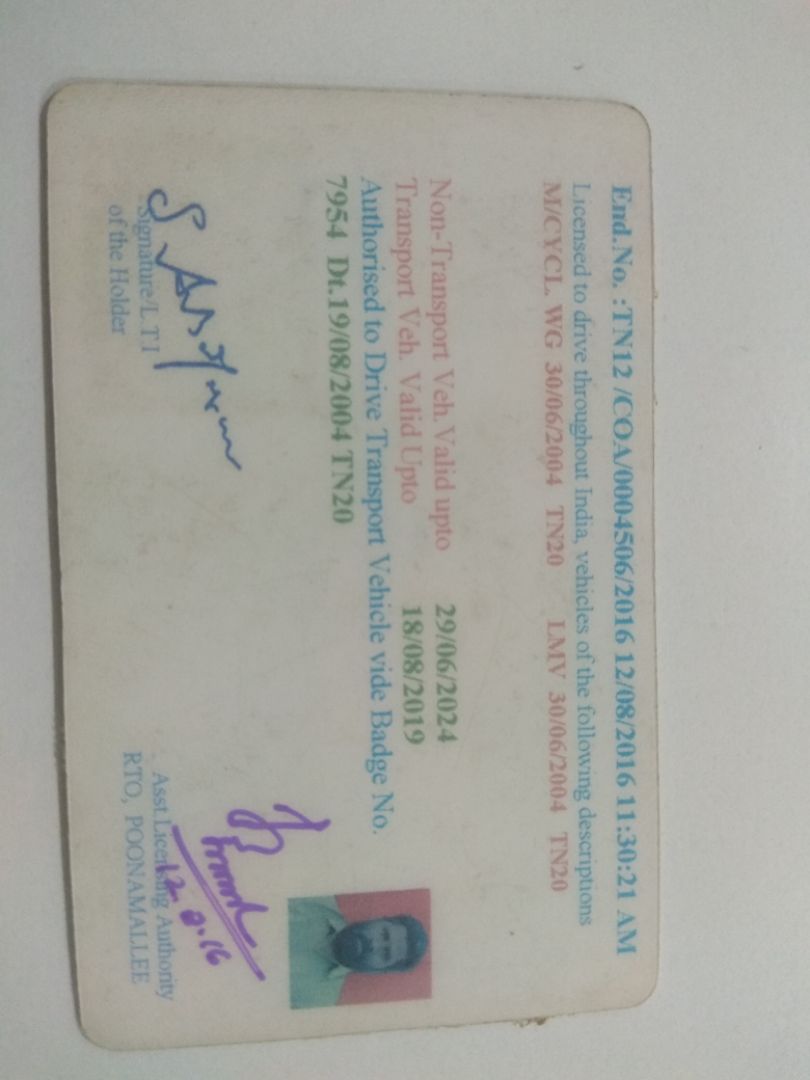 End.No. :TN12 /COA/0004506/2016 12/08/2016 11:30:21 AM
Licensed to drive throughout India, vehicles of the following descriptions
M/CYCL. WG 30/06/2004 TN20 LMV 30/06/2004 TN20
Non-Transport Veh.Valid upto 29/06/2024
Transport Veh. Valid Upto 18/08/2019
Authorised to Drive Transport Vehicle vide Badge No.
7954 Dt.19/08/2004 TN20
Signature/L.T.I
of the Holder
Asst.Licensing Authority
RTO, POONAMALLEE